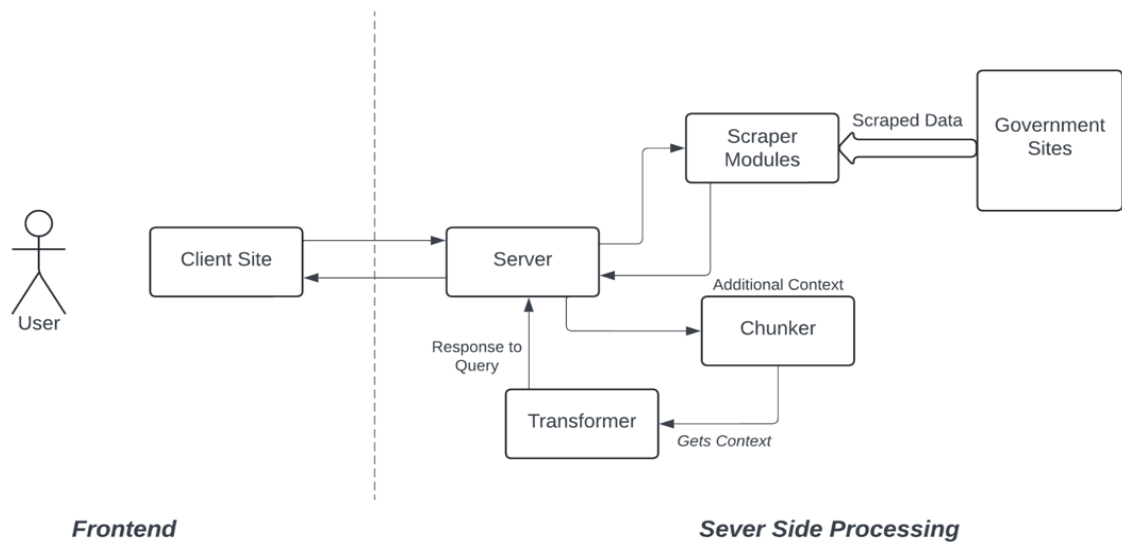 Scraped Data
Government
Sites
Scraper
Modules
Client Site
Server
User
Additional Context
Chunker
Response to
Query
Transformer
Gets Context
Frontend
Sever Side Processing